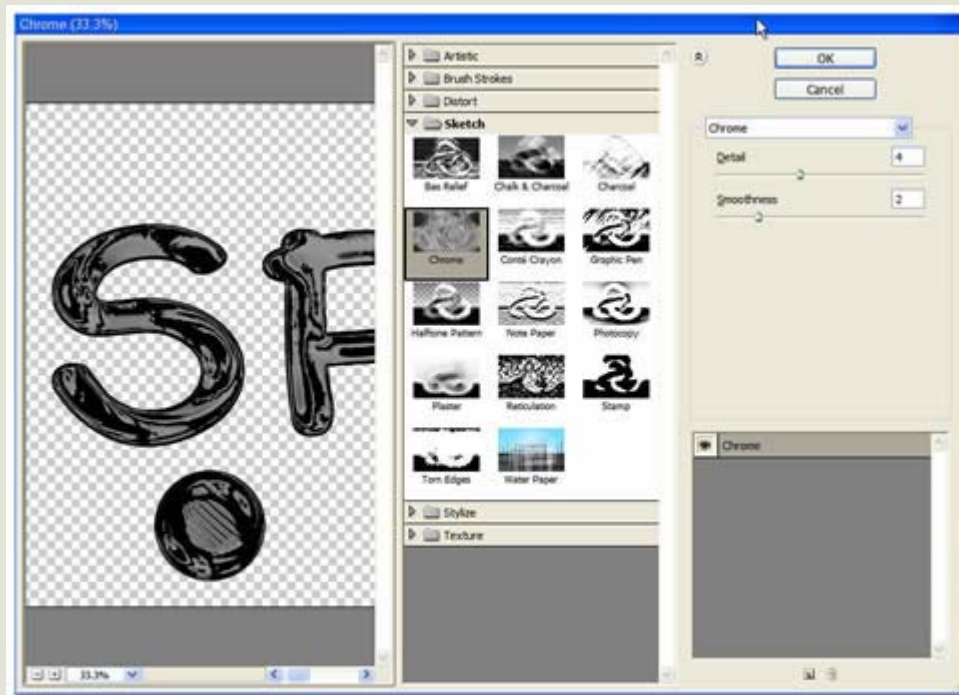 Chrome (33.3%)
Artistic
Brush Strokes
Distort
Sketch
Bas Relief Chalk & Charcoal Charcoal
Chrome Conté Crayon Graphic Pen
Halftone Pattern Note Paper Photocopy
Plaster Reticulation Stamp
Torn Edges Water Paper
Stylize
Texture
OK
Cancel
Chrome
Detail 4
Smoothness 2
Chrome
S
33.3%